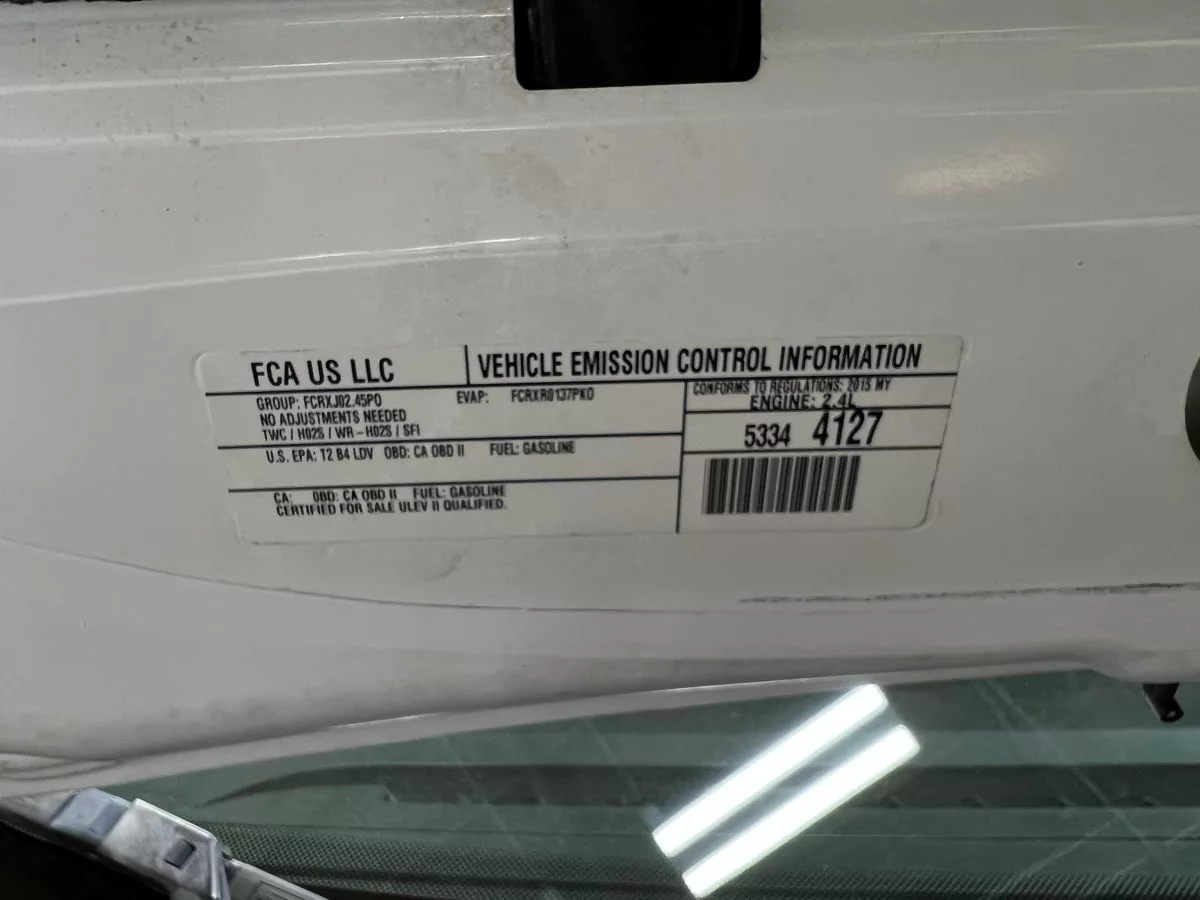 FCA US LLC
VEHICLE EMISSION CONTROL INFORMATION
GROUP: FCRXJ02.45P0
EVAP: FCRXR0137PK0
NO ADJUSTMENTS NEEDED
TWC / HO2S / WR-HO2S / SFI
U.S. EPA: T2 B4 LDV OBD: CA OBD II FUEL: GASOLINE
CA: OBD: CA OBD II FUEL: GASOLINE
CERTIFIED FOR SALE ULEV II QUALIFIED.
CONFORMS TO REGULATIONS: 2015 MY
ENGINE: 2.4L
5334 4127